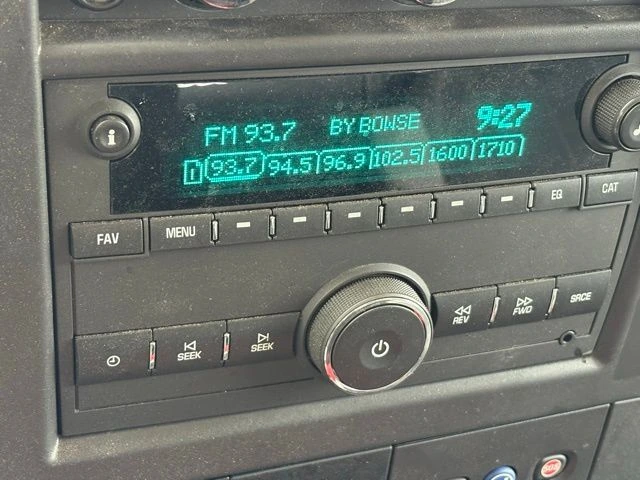 FM 93.7 BY BOWSE 9:27
1 93.7 94.5 96.9 102.5 1600 1710
i
FAV MENU EQ CAT
SEEK SEEK REV FWD SRCE
SOS